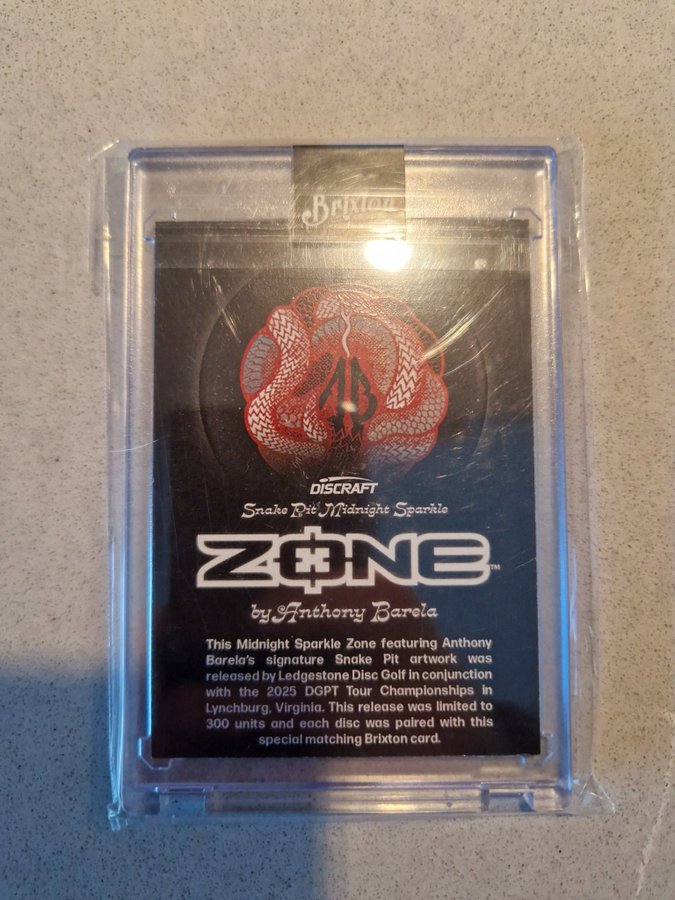 Brixton
AB
DISCRAFT
Snake Pit Midnight Sparkle
ZONE™
by Anthony Barela
This Midnight Sparkle Zone featuring Anthony
Barela's signature Snake Pit artwork was
released by Ledgestone Disc Golf in conjunction
with the 2025 DGPT Tour Championships in
Lynchburg, Virginia. This release was limited to
300 units and each disc was paired with this
special matching Brixton card.